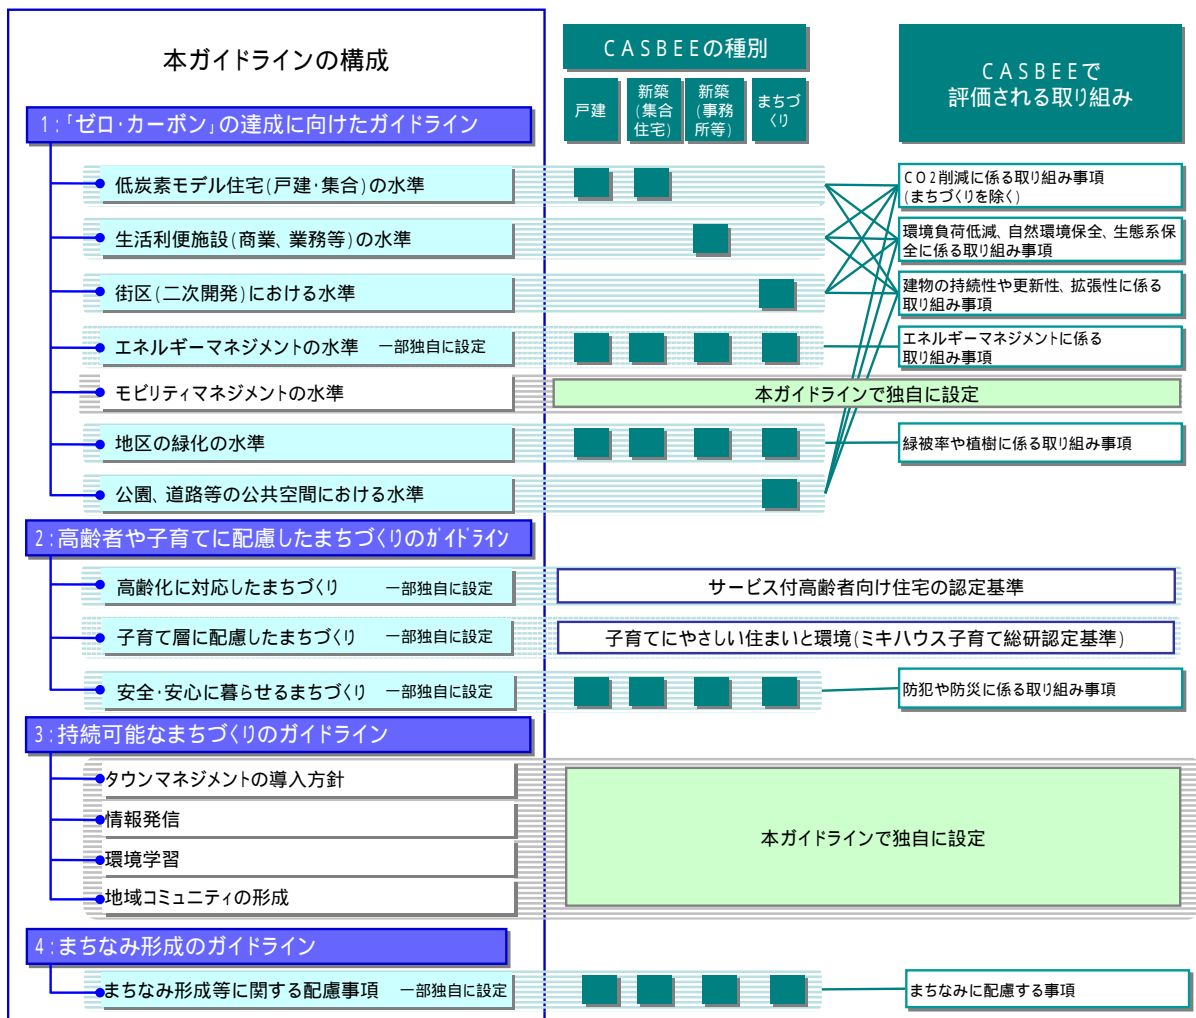 本ガイドラインの構成
CASBEEの種別
CASBEEで
評価される取り組み
戸建
新築
(集合
住宅)
新築
(事務
所等)
まちづ
くり
1:「ゼロ・カーボン」の達成に向けたガイドライン
低炭素モデル住宅(戸建・集合)の水準
CO2削減に係る取り組み事項
(まちづくりを除く)
生活利便施設(商業、業務等)の水準
環境負荷低減、自然環境保全、生態系保
全に係る取り組み事項
街区(二次開発)における水準
建物の持続性や更新性、拡張性に係る
取り組み事項
エネルギーマネジメントの水準 一部独自に設定
エネルギーマネジメントに係る
取り組み事項
モビリティマネジメントの水準
本ガイドラインで独自に設定
地区の緑化の水準
緑被率や植樹に係る取り組み事項
公園、道路等の公共空間における水準
2:高齢者や子育てに配慮したまちづくりのガイドライン
高齢化に対応したまちづくり 一部独自に設定
サービス付高齢者向け住宅の認定基準
子育て層に配慮したまちづくり 一部独自に設定
子育てにやさしい住まいと環境(ミキハウス子育て総研認定基準)
安全・安心に暮らせるまちづくり 一部独自に設定
防犯や防災に係る取り組み事項
3:持続可能なまちづくりのガイドライン
タウンマネジメントの導入方針
情報発信
環境学習
地域コミュニティの形成
本ガイドラインで独自に設定
4:まちなみ形成のガイドライン
まちなみ形成等に関する配慮事項 一部独自に設定
まちなみに配慮する事項